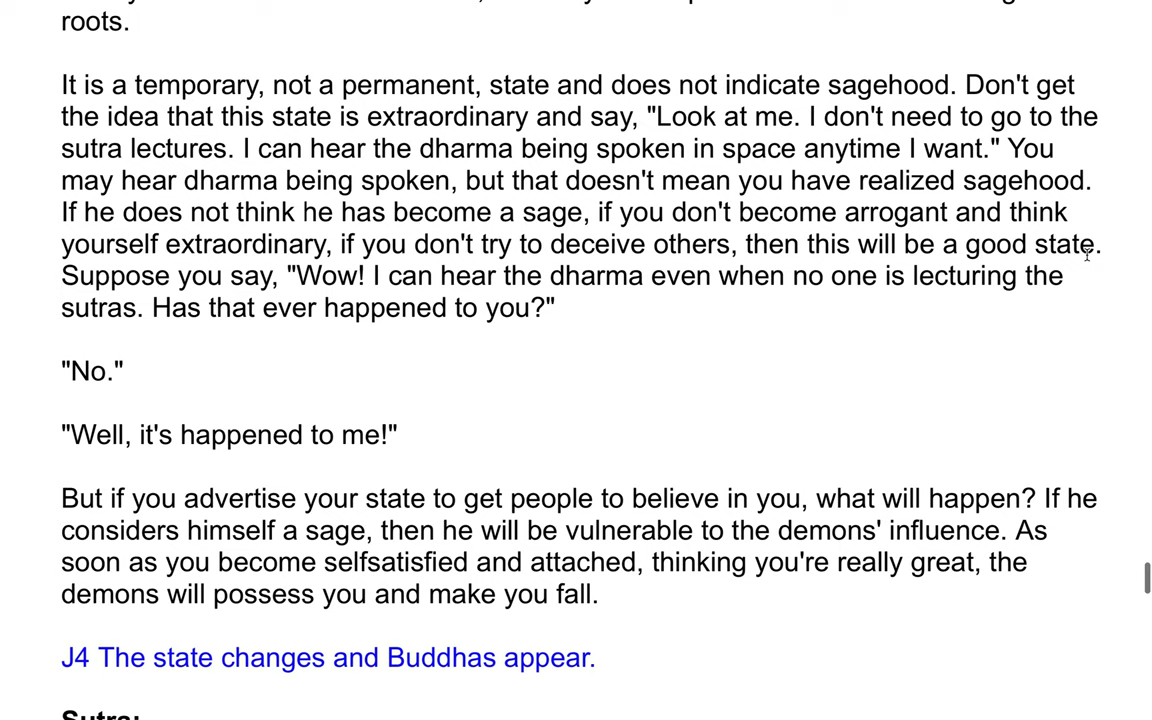 roots.
It is a temporary, not a permanent, state and does not indicate sagehood. Don't get
the idea that this state is extraordinary and say, "Look at me. I don't need to go to the
sutra lectures. I can hear the dharma being spoken in space anytime I want." You
may hear dharma being spoken, but that doesn't mean you have realized sagehood.
If he does not think he has become a sage, if you don't become arrogant and think
yourself extraordinary, if you don't try to deceive others, then this will be a good state.
Suppose you say, "Wow! I can hear the dharma even when no one is lecturing the
sutras. Has that ever happened to you?"
"No."
"Well, it's happened to me!"
But if you advertise your state to get people to believe in you, what will happen? If he
considers himself a sage, then he will be vulnerable to the demons' influence. As
soon as you become selfsatisfied and attached, thinking you're really great, the
demons will possess you and make you fall.
J4 The state changes and Buddhas appear.
Sutra: